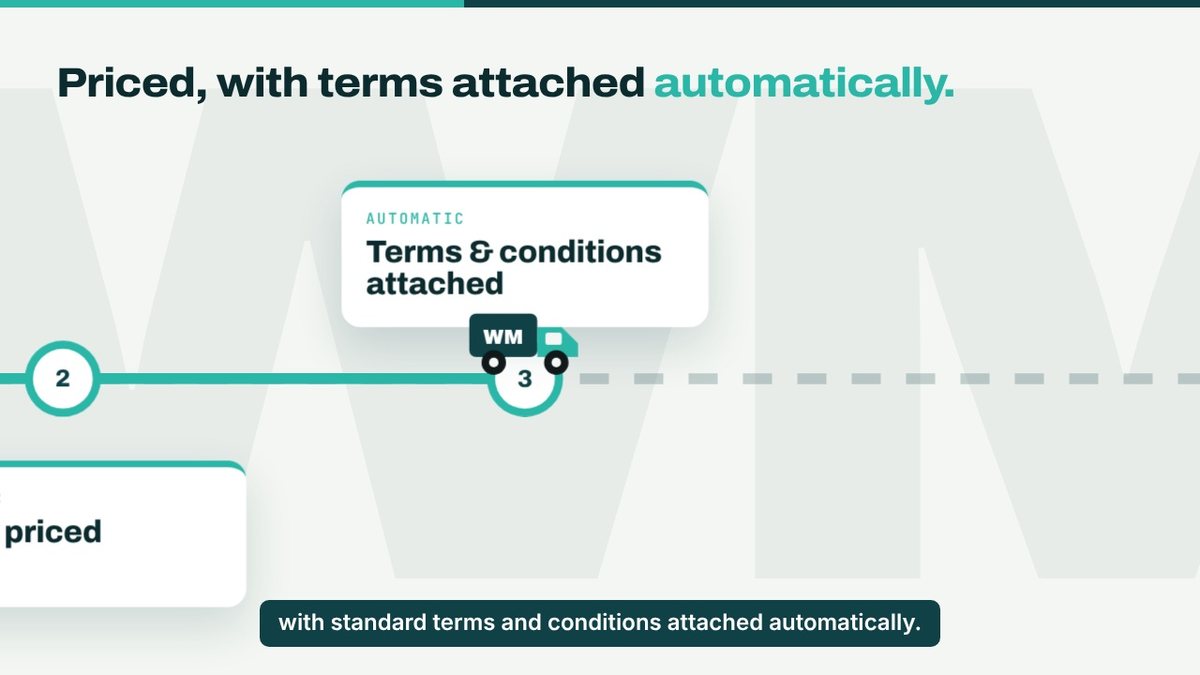 Priced, with terms attached automatically.
AUTOMATIC
Terms & conditions
attached
WM
2
3
priced
with standard terms and conditions attached automatically.